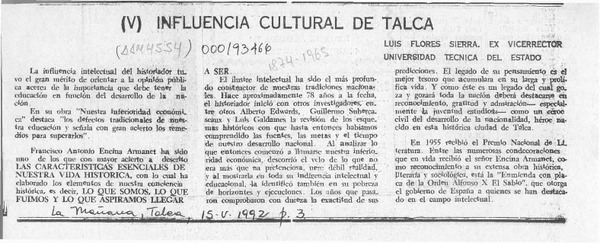 (V) INFLUENCIA CULTURAL DE TALCA
(AAM4554) 000193466
1874-1965
LUIS FLORES SIERRA. EX VICERRECTOR
UNIVERSIDAD TECNICA DEL ESTADO
La influencia intelectual del historiador tu-
vo el gran mérito de orientar a la opinión públi-
ca acerca de la importancia que debe tener la
educación en función del desarrollo de la na-
ción
En su obra "Nuestra Inferioridad económi-
ca" destaca "los defectos tradicionales de nues-
tra educación y señala con gran acierto los reme-
dios para superarlo"
Francisco Antonio Encina Armanet ha sido
uno de los que con mayor acierto a descrito
LAS CARACTERISTICAS ESENCIALES DE
NUESTRA VIDA HISTORICA, con lo cual ha
elaborado los elementos de nuestra conciencia
histórica, es decir, LO QUE SOMOS, LO QUE
FUIMOS Y LO QUE ASPIRAMOS LLEGAR
A SER
El ilustre intelectual ha sido el más profun-
do constructor de nuestras tradiciones naciona-
les. Hace aproximadamente 78 años a la fecha,
el historiador inició con otros investigadores, en-
tre otros Alberto Edwards, Guillermo Suberca-
seaux y Luis Galdames la revisión de los esque-
mas históricos con que hasta entonces habíamos
comprendido las fuentes, las metas y el tiempo
de nuestro desarrollo nacional. Al analizar lo
que entonces comenzó a llamarse nuestra inferio-
ridad económica, descorrió el velo de lo que no
era más que na pretenciosa, pero débil realidad,
y al mostrarla en toda su indigencia intelectual y
educacional, la identificó también en su pobreza
de horizontes y ejecuciones. Los años que pasa-
ron comprobaron con dureza la exactitud de sus
predicciones. El legado de su pensamiento es el
mejor tesoro que acumulara en su larga y prolí-
fica vida. Y como éste es un legado del cual go-
za y gozará toda la nación deberá destacarse en
reconocimiento, gratitud y admiración —especial-
mente la juventud estudiosa— como un héroe
civil del desarrollo de la nacionalidad, héroe na-
cido en esta histórica ciudad de Talca.
En 1955 recibió el Premio Nacional de Li-
teratura. Entre sus numerosas condecoraciones
que en vida recibió el señor Encina Armanet, co-
mo reconocimiento a su extensa obra histórica,
literaria y sociológica, está la "Enmienda con pla-
ca de la Orden Alfonso X El Sabio", que otorga
el gobierno de España a quienes se han destaca-
do en el campo intelectual.
La Mañana, Talca, 15-V-1992 p. 3